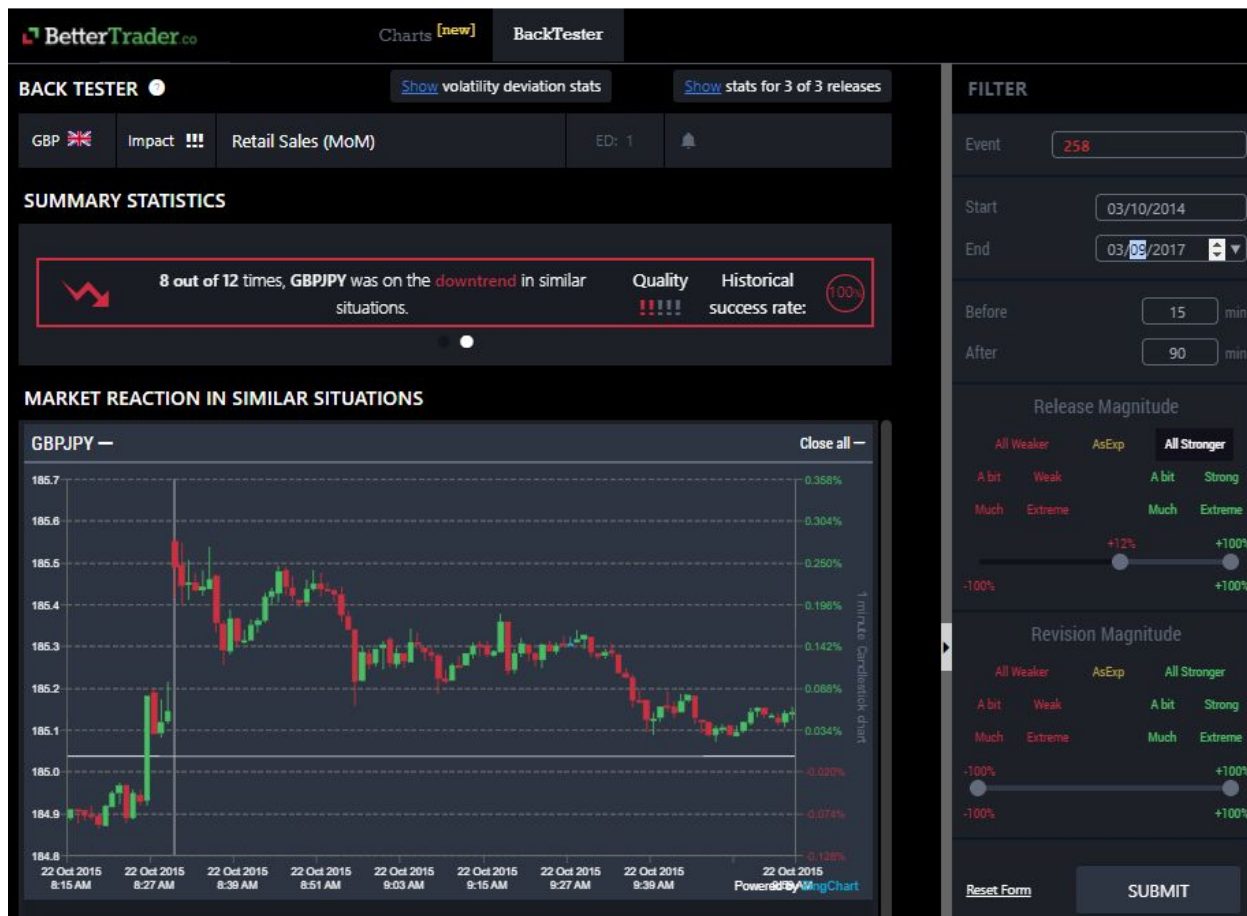 BetterTrader.co
Charts [new]
BackTester
BACK TESTER ?
Show volatility deviation stats
Show stats for 3 of 3 releases
GBP
Impact !!!
Retail Sales (MoM)
ED: 1
SUMMARY STATISTICS
8 out of 12 times, GBPJPY was on the downtrend in similar
situations.
Quality
!!!!!
Historical
success rate:
100%
MARKET REACTION IN SIMILAR SITUATIONS
GBPJPY —
Close all —
185.7
185.6
185.5
185.4
185.3
185.2
185.1
185.0
184.9
184.8
0.358%
0.304%
0.250%
0.196%
0.142%
0.088%
0.034%
-0.020%
-0.074%
-0.128%
1 minute Candlestick chart
22 Oct 2015
8:15 AM
22 Oct 2015
8:27 AM
22 Oct 2015
8:39 AM
22 Oct 2015
8:51 AM
22 Oct 2015
9:03 AM
22 Oct 2015
9:15 AM
22 Oct 2015
9:27 AM
22 Oct 2015
9:39 AM
22 Oct 2015
Powered by ZingChart
FILTER
Event
258
Start
03/10/2014
End
03/09/2017
Before
15
min
After
90
min
Release Magnitude
All Weaker
AsExp
All Stronger
A bit
Weak
A bit
Strong
Much
Extreme
Much
Extreme
+12%
+100%
-100%
+100%
Revision Magnitude
All Weaker
AsExp
All Stronger
A bit
Weak
A bit
Strong
Much
Extreme
Much
Extreme
-100%
+100%
-100%
+100%
Reset Form
SUBMIT